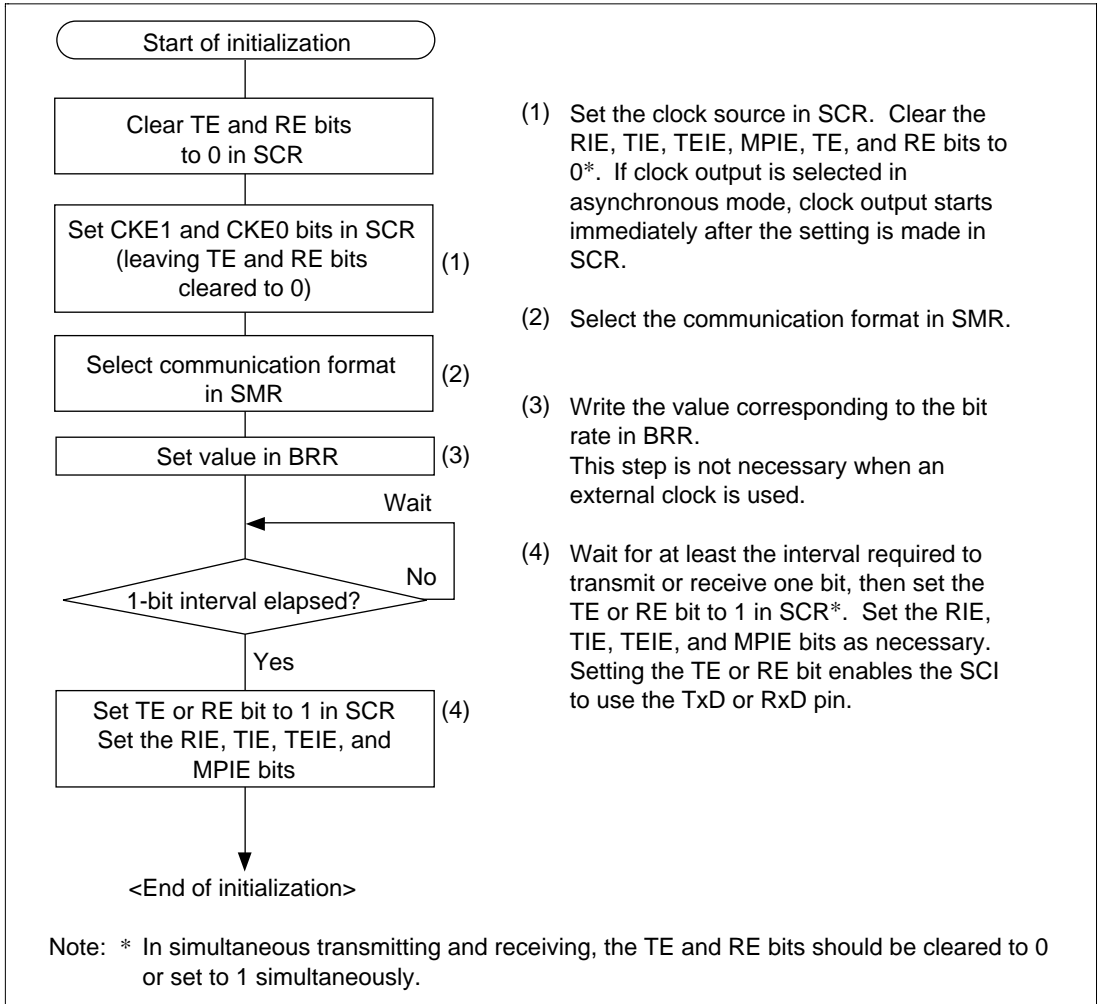 Start of initialization
Clear TE and RE bits
to 0 in SCR
Set CKE1 and CKE0 bits in SCR
(leaving TE and RE bits
cleared to 0)
(1)
Select communication format
in SMR
(2)
Set value in BRR
(3)
Wait
No
1-bit interval elapsed?
Yes
Set TE or RE bit to 1 in SCR
Set the RIE, TIE, TEIE, and
MPIE bits
(4)
<End of initialization>
(1) Set the clock source in SCR. Clear the
RIE, TIE, TEIE, MPIE, TE, and RE bits to
0*. If clock output is selected in
asynchronous mode, clock output starts
immediately after the setting is made in
SCR.
(2) Select the communication format in SMR.
(3) Write the value corresponding to the bit
rate in BRR.
This step is not necessary when an
external clock is used.
(4) Wait for at least the interval required to
transmit or receive one bit, then set the
TE or RE bit to 1 in SCR*. Set the RIE,
TIE, TEIE, and MPIE bits as necessary.
Setting the TE or RE bit enables the SCI
to use the TxD or RxD pin.
Note: * In simultaneous transmitting and receiving, the TE and RE bits should be cleared to 0
or set to 1 simultaneously.